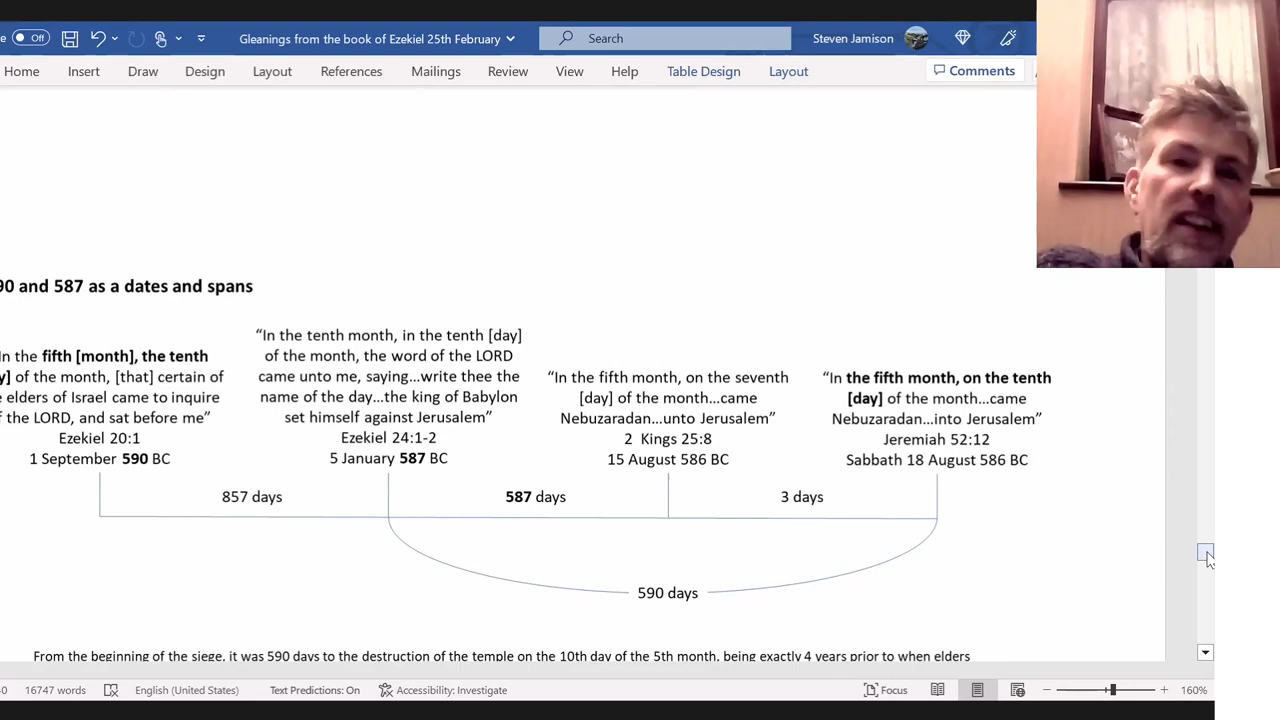 e Off Gleanings from the book of Ezekiel 25th February Search Steven Jamison
Home Insert Draw Design Layout References Mailings Review View Help Table Design Layout Comments
90 and 587 as a dates and spans
In the fifth [month], the tenth
y] of the month, [that] certain of
e elders of Israel came to inquire
f the LORD, and sat before me”
Ezekiel 20:1
1 September 590 BC
“In the tenth month, in the tenth [day]
of the month, the word of the LORD
came unto me, saying…write thee the
name of the day…the king of Babylon
set himself against Jerusalem”
Ezekiel 24:1-2
5 January 587 BC
“In the fifth month, on the seventh
[day] of the month…came
Nebuzaradan…unto Jerusalem”
2 Kings 25:8
15 August 586 BC
“In the fifth month, on the tenth
[day] of the month…came
Nebuzaradan…into Jerusalem”
Jeremiah 52:12
Sabbath 18 August 586 BC
857 days
587 days
3 days
590 days
From the beginning of the siege, it was 590 days to the destruction of the temple on the 10th day of the 5th month, being exactly 4 years prior to when elders
0 16747 words English (United States) Text Predictions: On Accessibility: Investigate Focus 160%